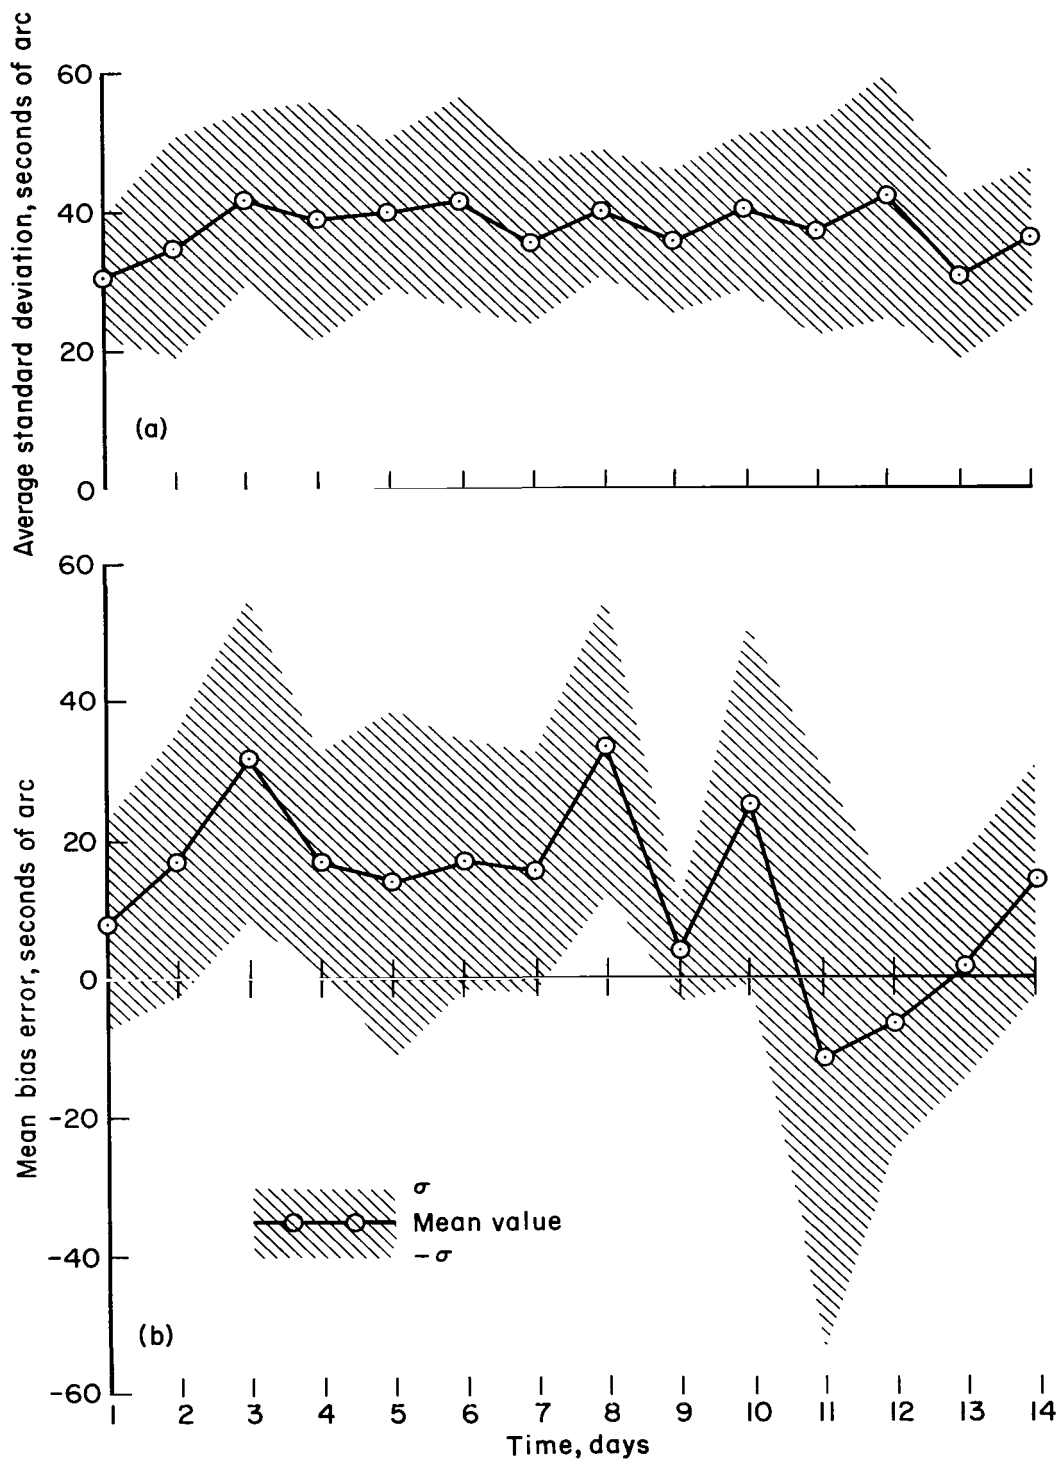 Average standard deviation, seconds of arc
60
40
20
0
(a)
Mean bias error, seconds of arc
60
40
20
0
-20
-40
-60
σ
Mean value
-σ
(b)
1 2 3 4 5 6 7 8 9 10 11 12 13 14
Time, days